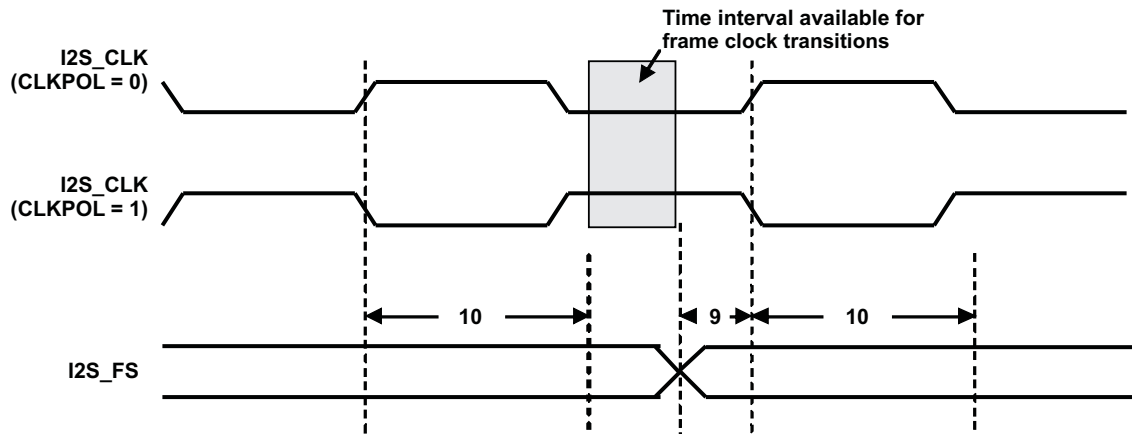 Time interval available for
frame clock transitions
I2S_CLK
(CLKPOL = 0)
I2S_CLK
(CLKPOL = 1)
10
9
10
I2S_FS